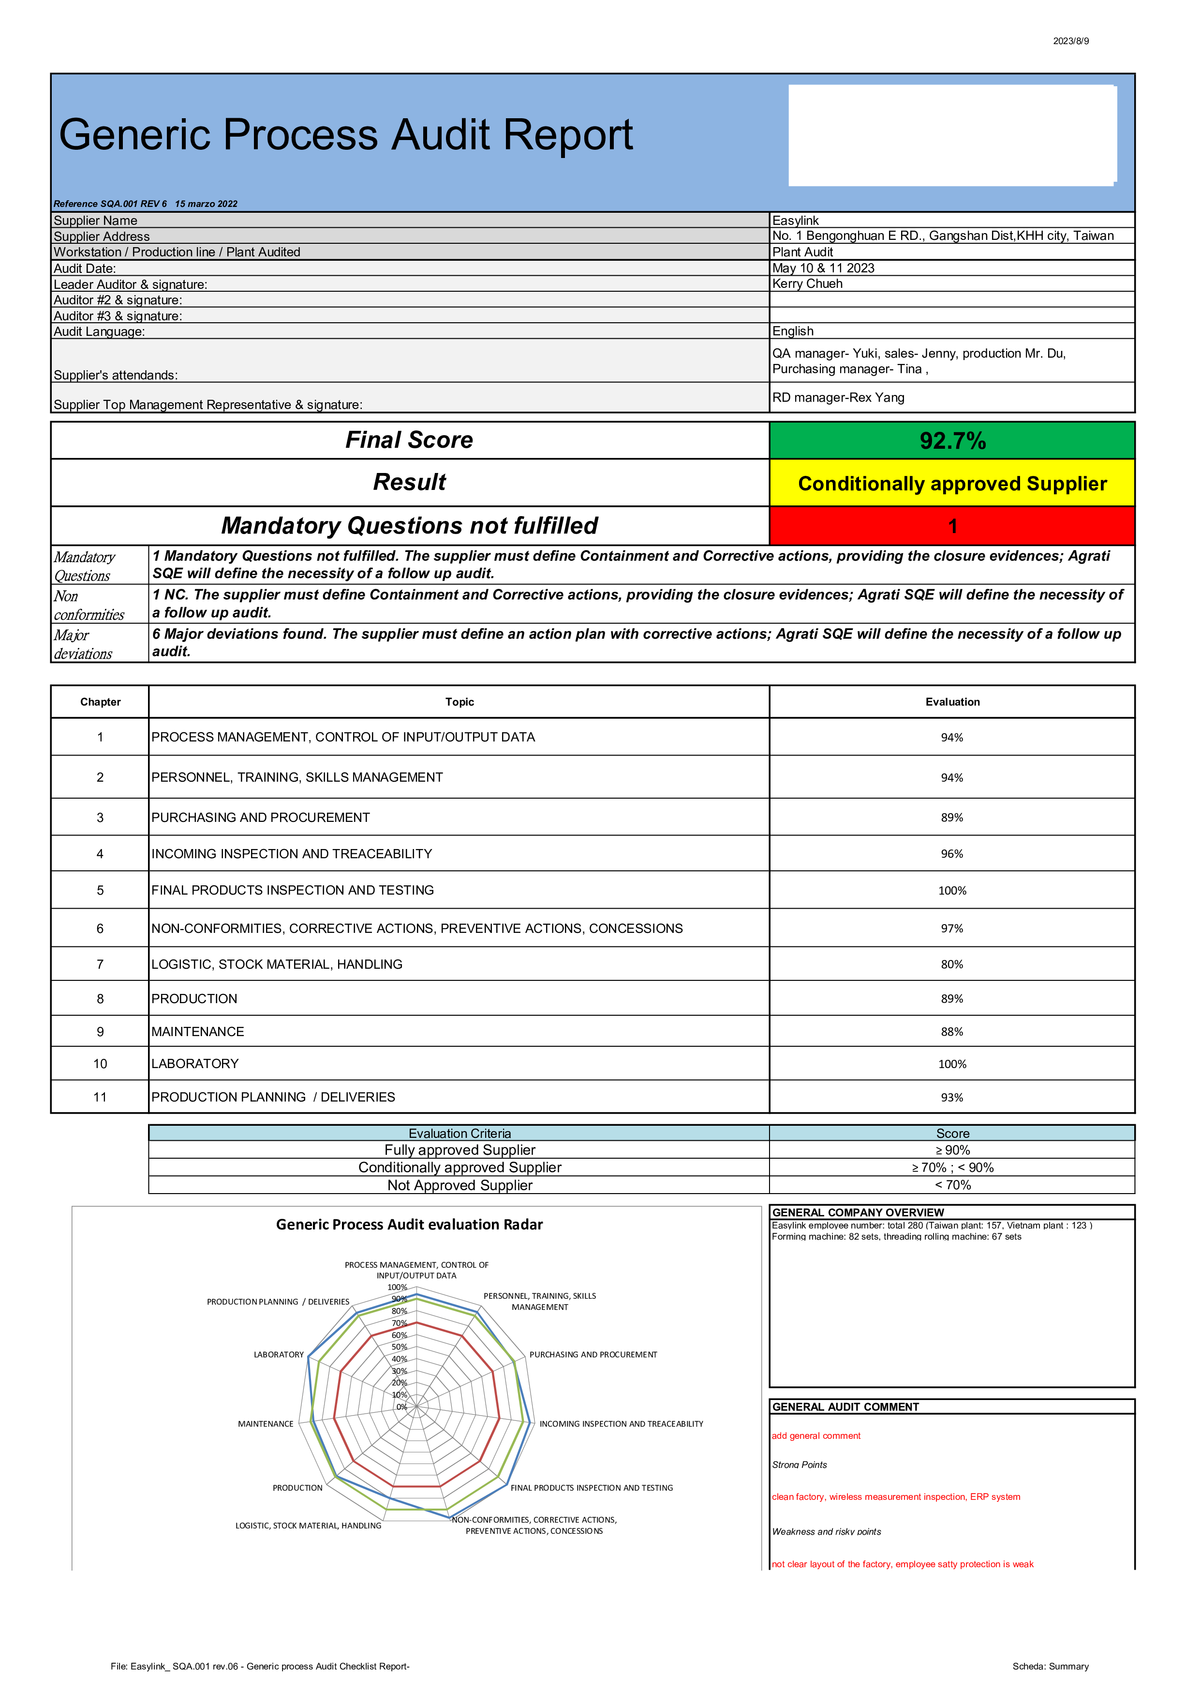 2023/8/9
Generic Process Audit Report
Reference SQA.001 REV 6   15 marzo 2022
Supplier Name
Easylink
Supplier Address
No. 1 Bengonghuan E RD., Gangshan Dist,KHH city, Taiwan
Workstation / Production line / Plant Audited
Plant Audit
Audit Date:
May 10 & 11 2023
Leader Auditor & signature:
Kerry Chueh
Auditor #2 & signature:
Auditor #3 & signature:
Audit Language:
English
Supplier's attendands:
QA manager- Yuki, sales- Jenny, production Mr. Du,
Purchasing manager- Tina ,
Supplier Top Management Representative & signature:
RD manager-Rex Yang
Final Score
92.7%
Result
Conditionally approved Supplier
Mandatory Questions not fulfilled
1
Mandatory
Questions
1 Mandatory Questions not fulfilled. The supplier must define Containment and Corrective actions, providing the closure evidences; Agrati
SQE will define the necessity of a follow up audit.
Non
conformities
1 NC. The supplier must define Containment and Corrective actions, providing the closure evidences; Agrati SQE will define the necessity of
a follow up audit.
Major
deviations
6 Major deviations found. The supplier must define an action plan with corrective actions; Agrati SQE will define the necessity of a follow up
audit.
Chapter Topic Evaluation
1 PROCESS MANAGEMENT, CONTROL OF INPUT/OUTPUT DATA 94%
2 PERSONNEL, TRAINING, SKILLS MANAGEMENT 94%
3 PURCHASING AND PROCUREMENT 89%
4 INCOMING INSPECTION AND TREACEABILITY 96%
5 FINAL PRODUCTS INSPECTION AND TESTING 100%
6 NON-CONFORMITIES, CORRECTIVE ACTIONS, PREVENTIVE ACTIONS, CONCESSIONS 97%
7 LOGISTIC, STOCK MATERIAL, HANDLING 80%
8 PRODUCTION 89%
9 MAINTENANCE 88%
10 LABORATORY 100%
11 PRODUCTION PLANNING  / DELIVERIES 93%
Evaluation Criteria Score
Fully approved Supplier ≥ 90%
Conditionally approved Supplier ≥ 70% ; < 90%
Not Approved Supplier < 70%
Generic Process Audit evaluation Radar
PROCESS MANAGEMENT, CONTROL OF
INPUT/OUTPUT DATA
PERSONNEL, TRAINING, SKILLS
MANAGEMENT
PURCHASING AND PROCUREMENT
INCOMING INSPECTION AND TREACEABILITY
FINAL PRODUCTS INSPECTION AND TESTING
NON-CONFORMITIES, CORRECTIVE ACTIONS,
PREVENTIVE ACTIONS, CONCESSIONS
LOGISTIC, STOCK MATERIAL, HANDLING
PRODUCTION
MAINTENANCE
LABORATORY
PRODUCTION PLANNING  / DELIVERIES
100%
90%
80%
70%
60%
50%
40%
30%
20%
10%
0%
GENERAL COMPANY OVERVIEW
Easylink employee number: total 280 (Taiwan plant: 157, Vietnam plant : 123 )
Forming machine: 82 sets, threading rolling machine: 67 sets
GENERAL AUDIT COMMENT
add general comment
Strong Points
clean factory, wireless measurement inspection, ERP system
Weakness and risky points
not clear layout of the factory, employee satty protection is weak
File: Easylink_ SQA.001 rev.06 - Generic process Audit Checklist Report-
Scheda: Summary